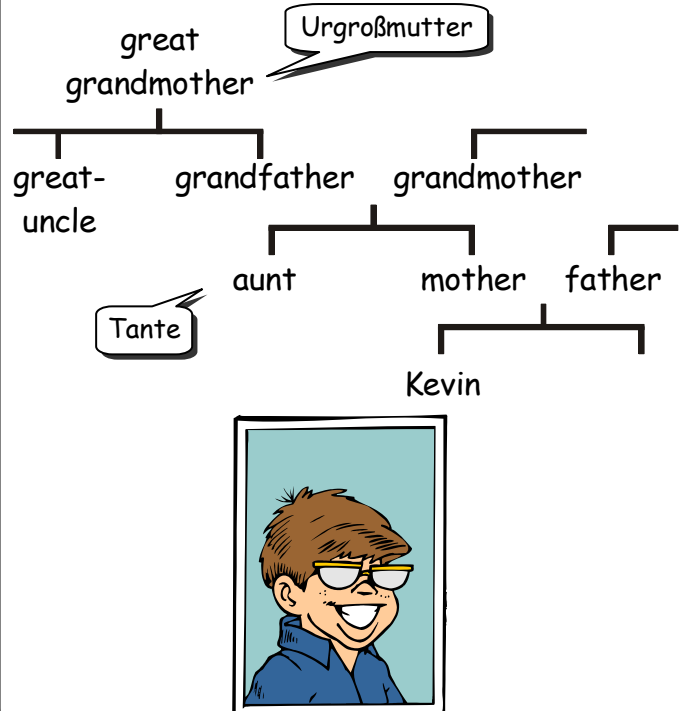 great
grandmother
Urgroßmutter
great-
uncle
grandfather
grandmother
aunt
mother
father
Tante
Kevin